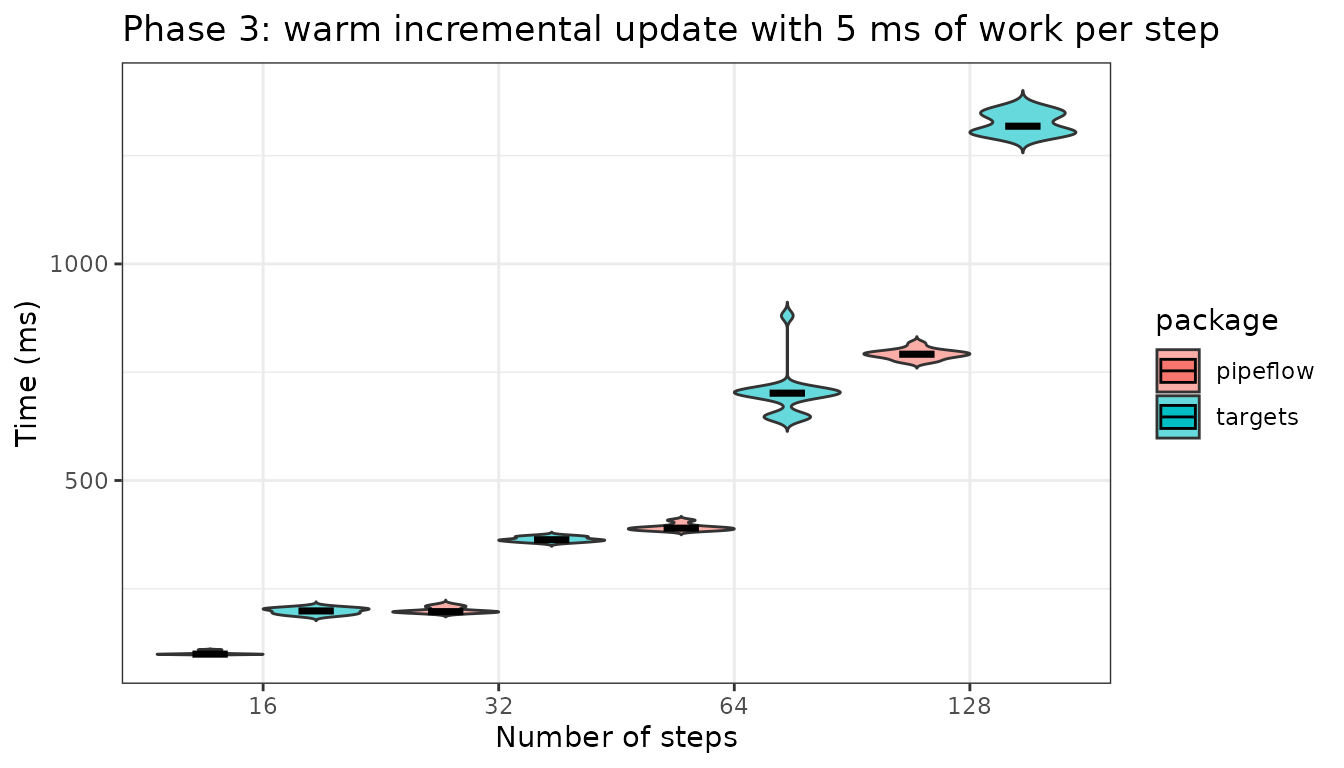 Phase 3: warm incremental update with 5 ms of work per step
Time (ms)
1000
500
16
32
64
128
Number of steps
package
pipeflow
targets